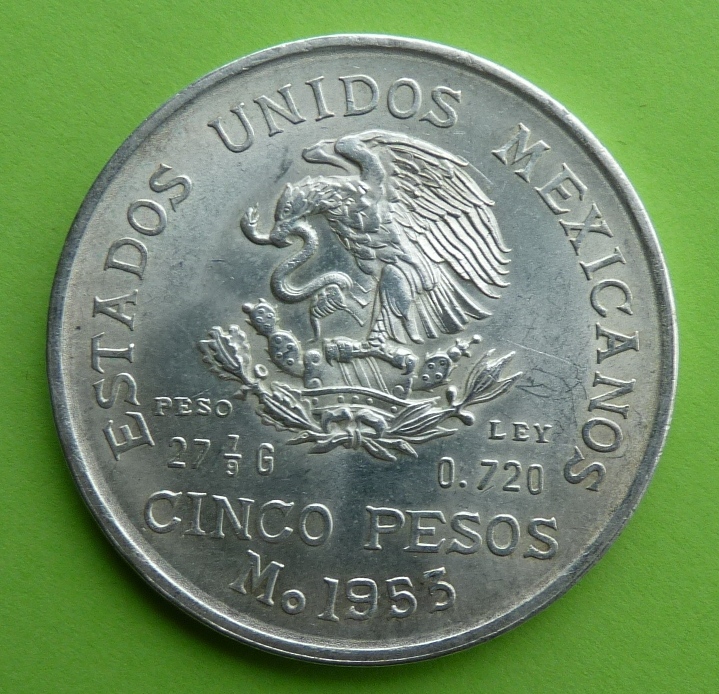 ESTADOS UNIDOS MEXICANOS
PESO
27 7/9 G
LEY
0.720
CINCO PESOS
Mo 1953